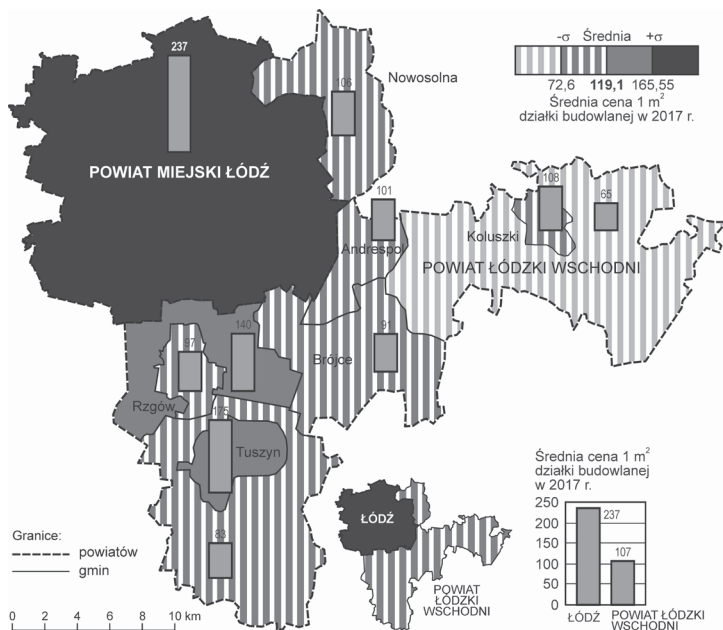 237
106
Nowosolna
-σ Średnia +σ
72,6 119,1 165,55
Średnia cena 1 m²
działki budowlanej w 2017 r.
POWIAT MIEJSKI ŁÓDŹ
101
Andrespol
108
65
Koluszki
POWIAT ŁÓDZKI WSCHODNI
97
140
91
Brójce
Rzgów
175
Tuszyn
83
Granice:
powiatów
gmin
0 2 4 6 8 10 km
ŁÓDŹ
POWIAT
ŁÓDZKI
WSCHODNI
Średnia cena 1 m²
działki budowlanej
w 2017 r.
250
200
150
100
50
0
237
107
ŁÓDŹ
POWIAT ŁÓDZKI
WSCHODNI